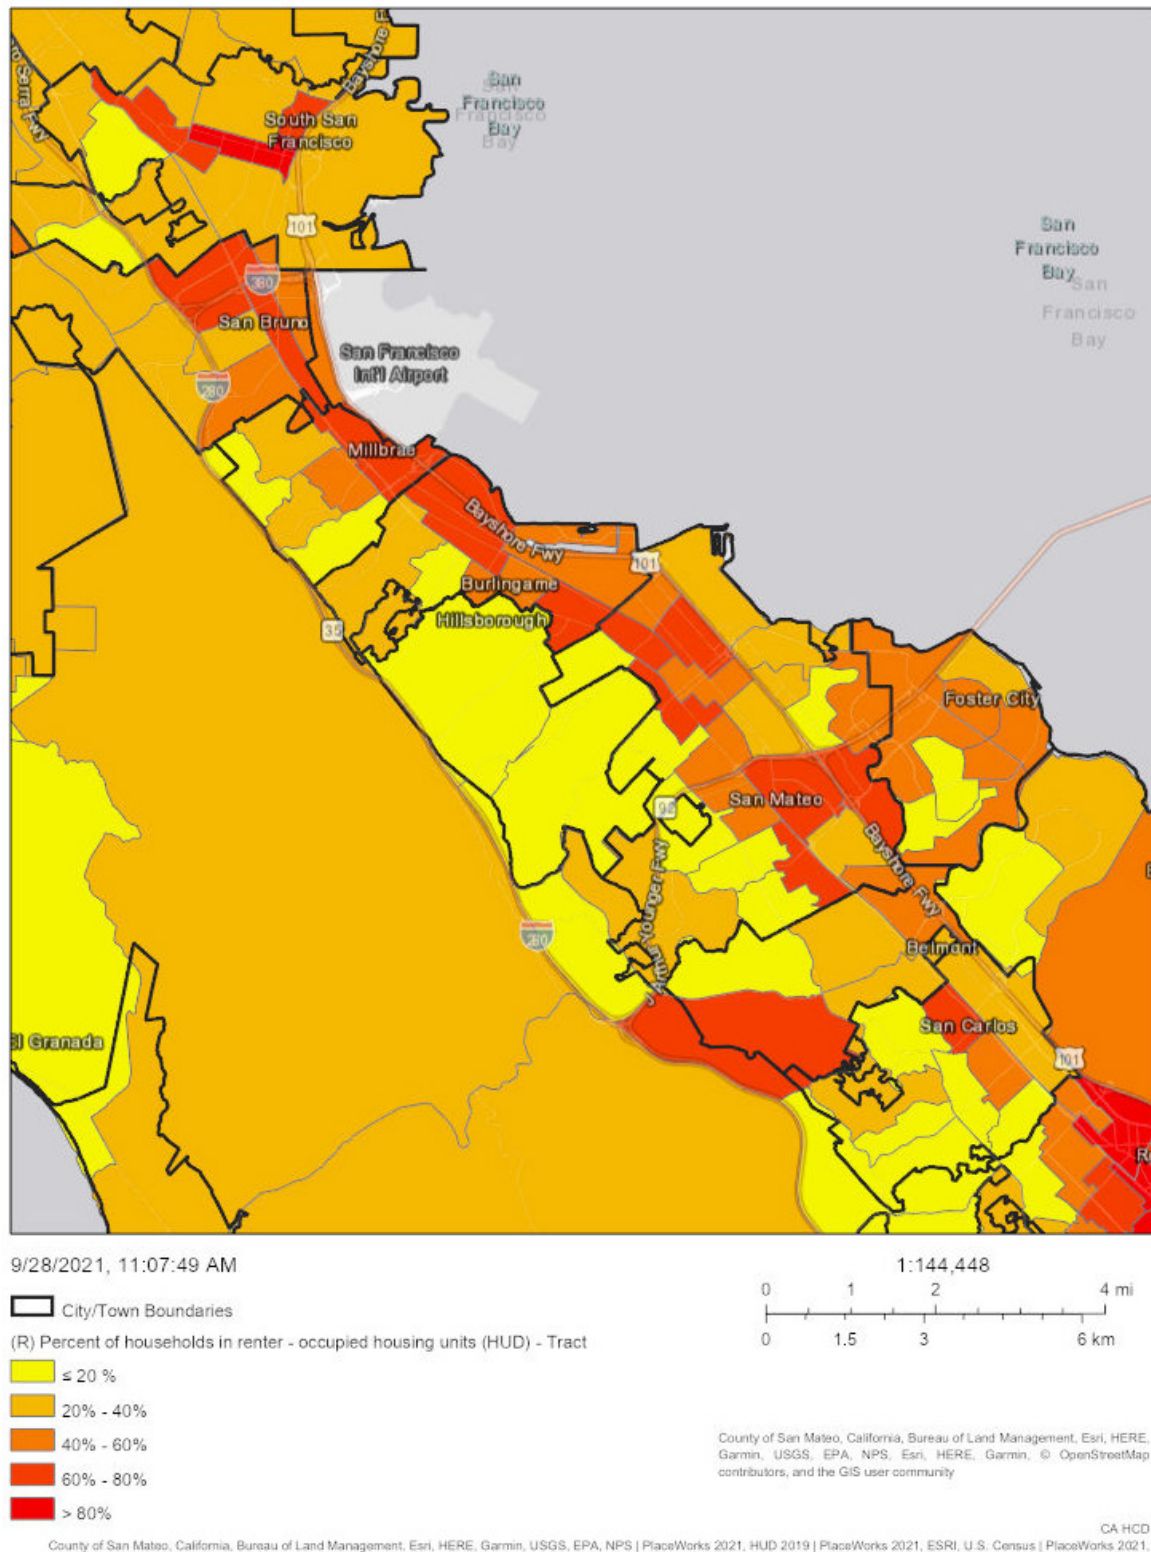 Bayshore F
ro Serra Fwy
San
Francisco
Bay
San
Francisco
Bay
South San
Francisco
101
San
Francisco
Bay
San
Francisco
Bay
380
San Bruno
San Francisco
Int'l Airport
280
Millbrae
Bayshore Fwy
101
Burlingame
Hillsborough
35
Foster City
San Mateo
92
Bayshore Fwy
J Arthur Younger Fwy
280
Belmont
San Carlos
El Granada
101
R
9/28/2021, 11:07:49 AM
1:144,448
0 1 2 4 mi
0 1.5 3 6 km
City/Town Boundaries
(R) Percent of households in renter - occupied housing units (HUD) - Tract
≤ 20 %
20% - 40%
40% - 60%
60% - 80%
> 80%
County of San Mateo, California, Bureau of Land Management, Esri, HERE,
Garmin, USGS, EPA, NPS, Esri, HERE, Garmin, © OpenStreetMap
contributors, and the GIS user community
CA HCD
County of San Mateo, California, Bureau of Land Management, Esri, HERE, Garmin, USGS, EPA, NPS | PlaceWorks 2021, HUD 2019 | PlaceWorks 2021, ESRI, U.S. Census | PlaceWorks 2021,